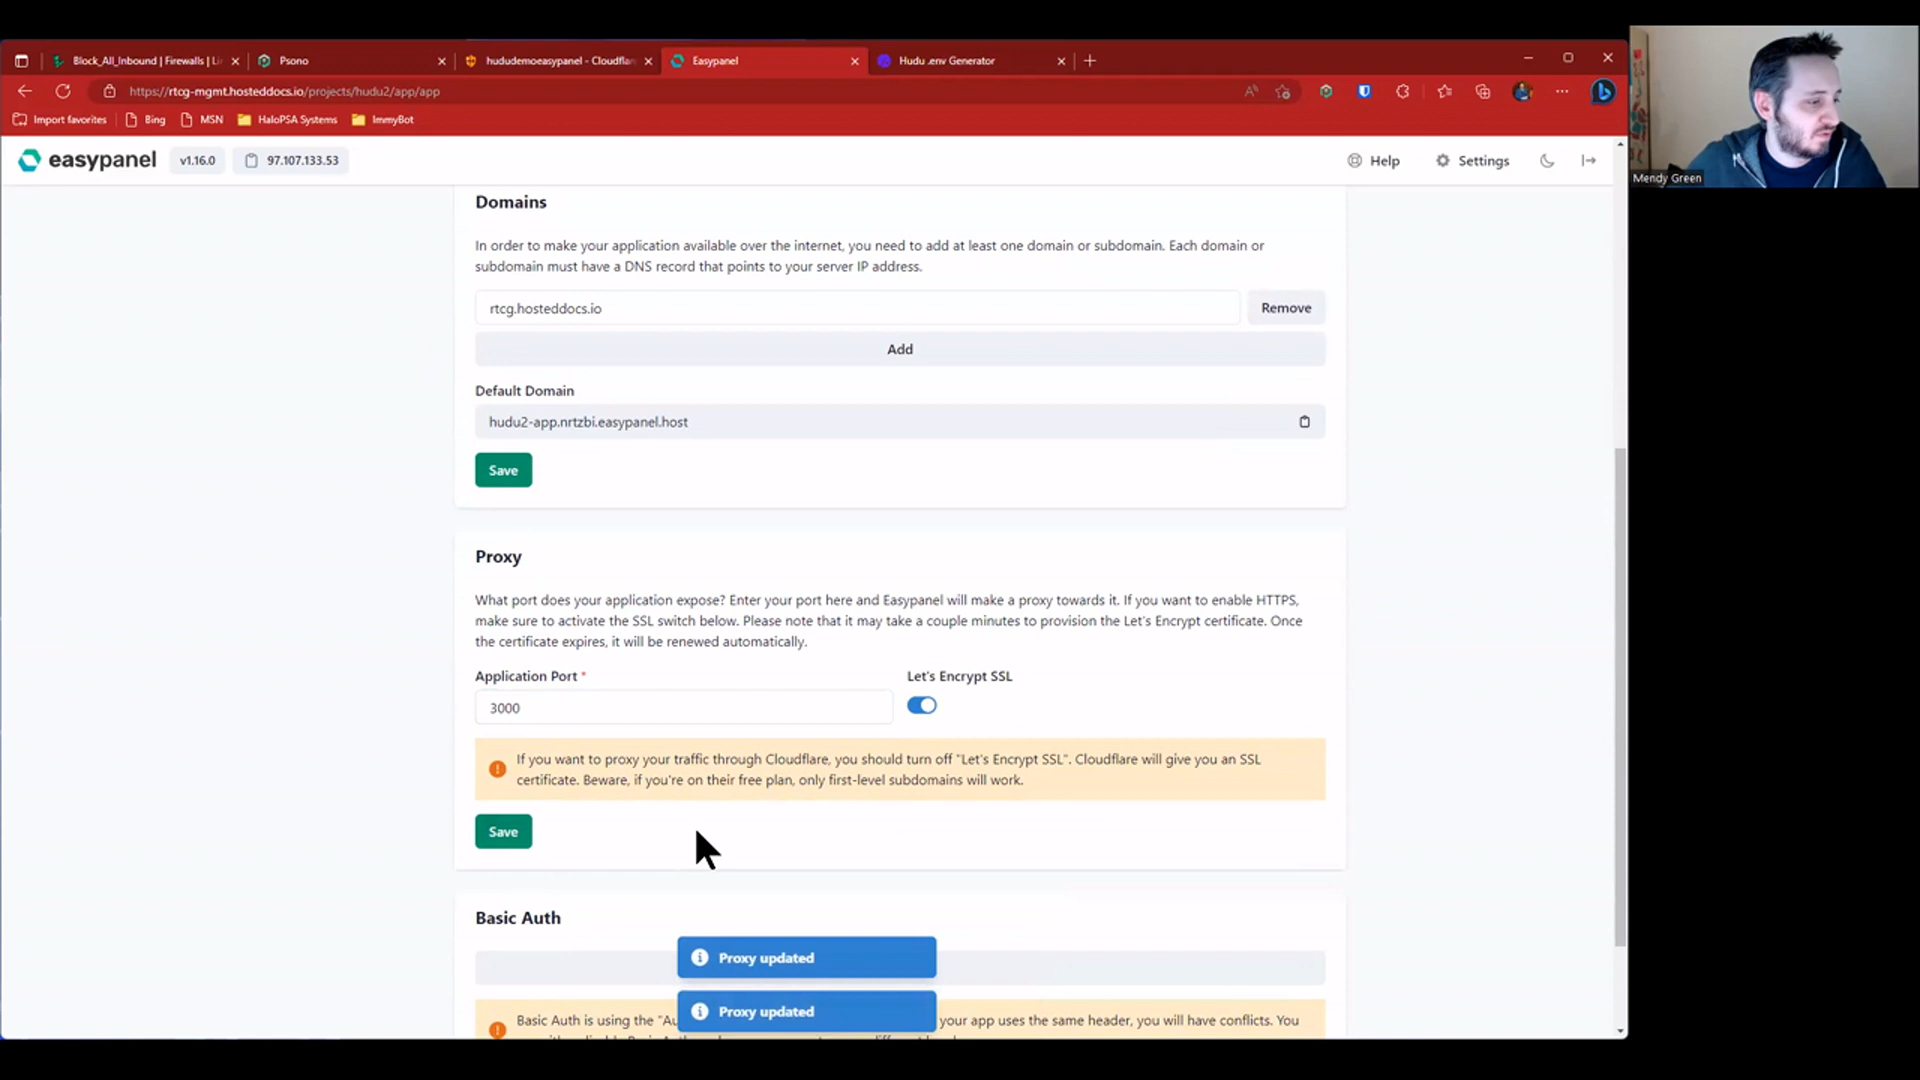 Block_All_Inbound | Firewalls | Li
Psono
hududemoeasypanel - Cloudflar
Easypanel
Hudu .env Generator
https://rtcg-mgmt.hosteddocs.io/projects/hudu2/app/app
Import favorites
Bing
MSN
HaloPSA Systems
ImmyBot
easypanel
v1.16.0
97.107.133.53
Help
Settings
Mendy Green
Domains
In order to make your application available over the internet, you need to add at least one domain or subdomain. Each domain or
subdomain must have a DNS record that points to your server IP address.
rtcg.hosteddocs.io
Remove
Add
Default Domain
hudu2-app.nrtzbi.easypanel.host
Save
Proxy
What port does your application expose? Enter your port here and Easypanel will make a proxy towards it. If you want to enable HTTPS,
make sure to activate the SSL switch below. Please note that it may take a couple minutes to provision the Let's Encrypt certificate. Once
the certificate expires, it will be renewed automatically.
Application Port *
Let's Encrypt SSL
3000
If you want to proxy your traffic through Cloudflare, you should turn off "Let's Encrypt SSL". Cloudflare will give you an SSL
certificate. Beware, if you're on their free plan, only first-level subdomains will work.
Save
Basic Auth
Proxy updated
Proxy updated
Basic Auth is using the "Au
your app uses the same header, you will have conflicts. You